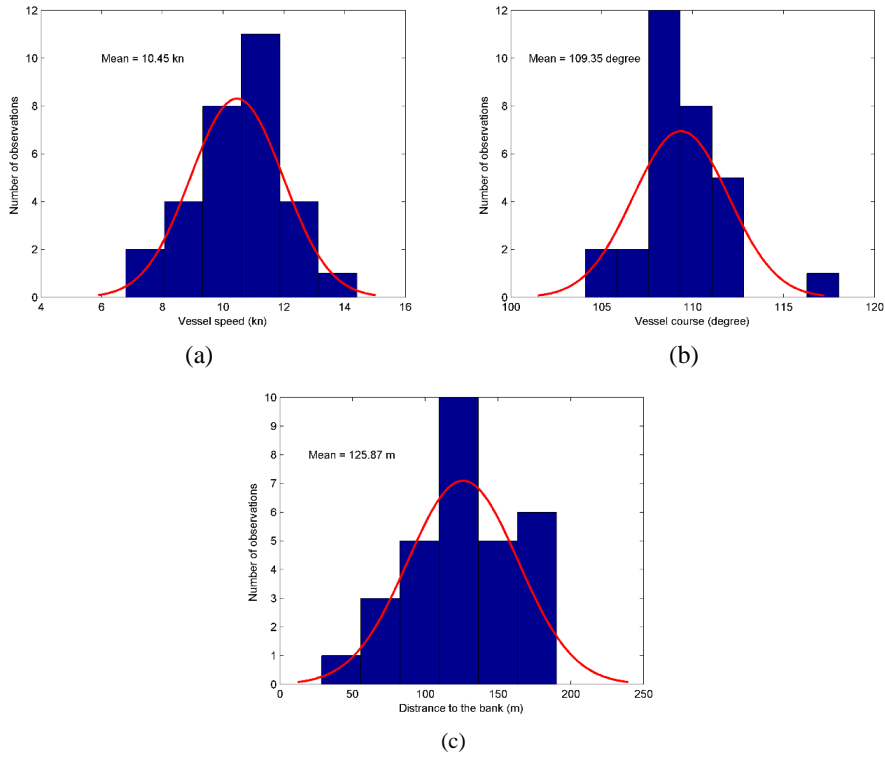 12
10
8
6
4
2
0
Number of observations
Mean = 10.45 kn
4 6 8 10 12 14 16
Vessel speed (kn)
(a)
12
10
8
6
4
2
0
Number of observations
Mean = 109.35 degree
100 105 110 115 120
Vessel course (degree)
(b)
10
9
8
7
6
5
4
3
2
1
0
Number of observations
Mean = 125.87 m
0 50 100 150 200 250
Distrance to the bank (m)
(c)